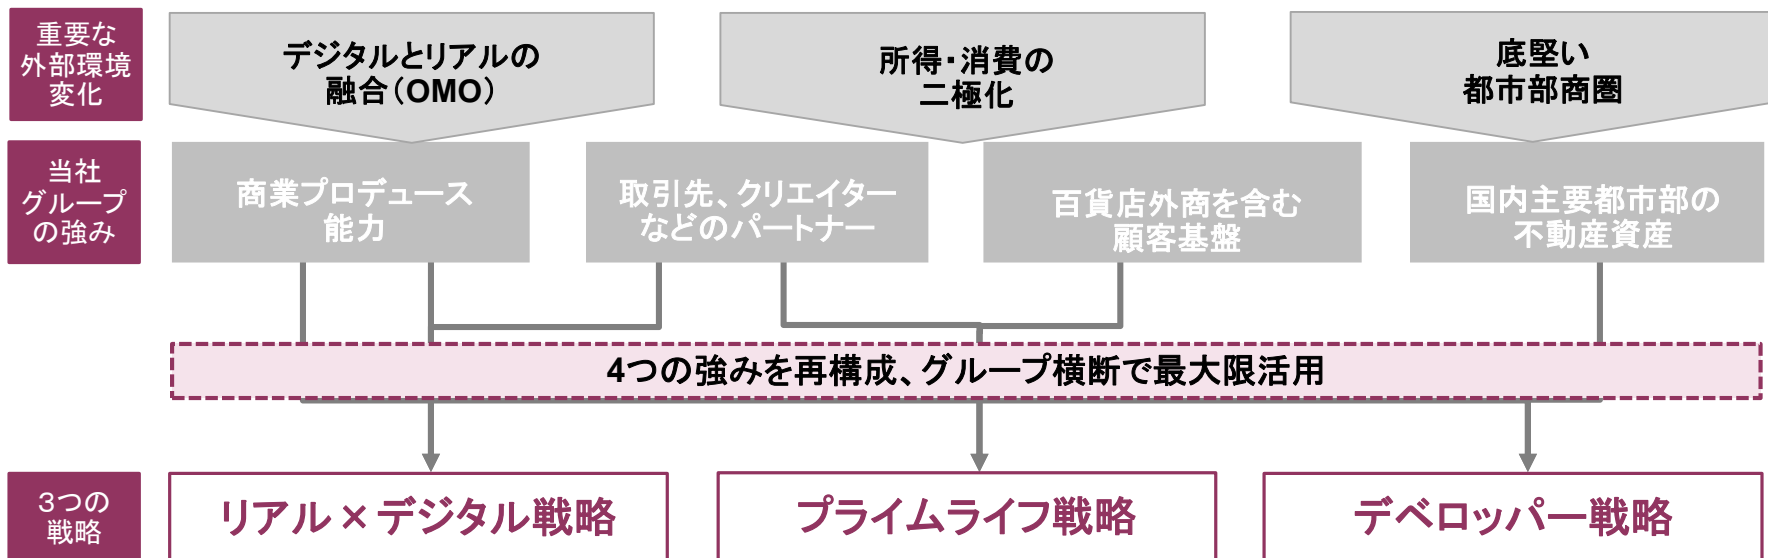 重要な
外部環境
変化
デジタルとリアルの
融合（OMO）
所得・消費の
二極化
底堅い
都市部商圏
当社
グループ
の強み
商業プロデュース
能力
取引先、クリエイター
などのパートナー
百貨店外商を含む
顧客基盤
国内主要都市部の
不動産資産
4つの強みを再構成、グループ横断で最大限活用
3つの
戦略
リアル×デジタル戦略
プライムライフ戦略
デベロッパー戦略